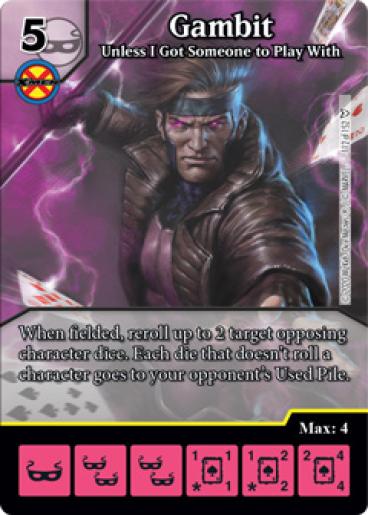 5
Gambit
Unless I Got Someone to Play With
X-MEN
When fielded, reroll up to 2 target opposing
character dice. Each die that doesn't roll a
character goes to your opponent's Used Pile.
Max: 4
1 1
* 1
1 2
* 2
2 4
4